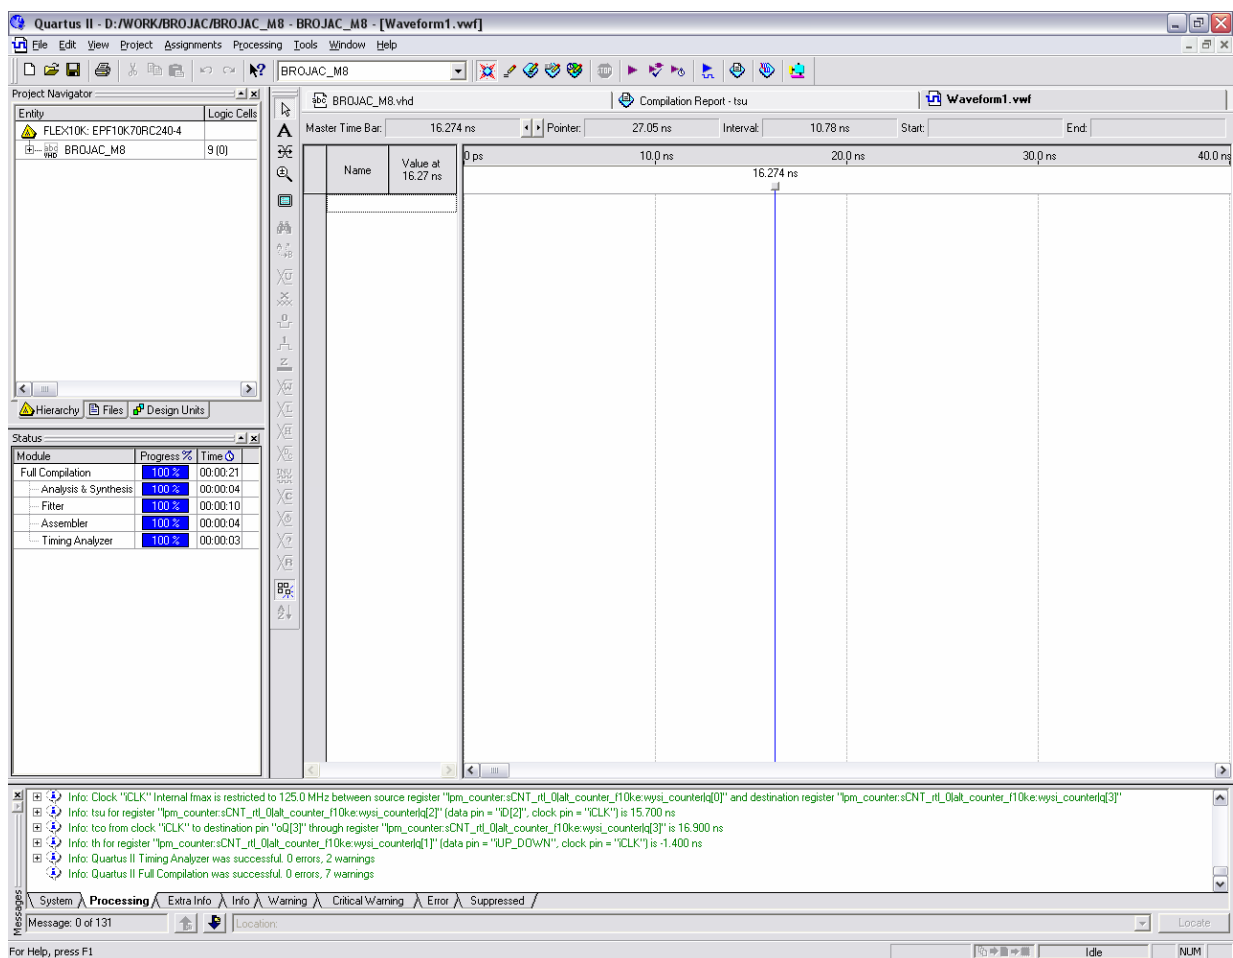 Quartus II - D:/WORK/BROJAC/BROJAC_M8 - BROJAC_M8 - [Waveform1.vwf]
File Edit View Project Assignments Processing Tools Window Help
BROJAC_M8
Project Navigator
Entity Logic Cells
FLEX10K: EPF10K70RC240-4
BROJAC_M8 9 (0)
Hierarchy Files Design Units
Status
Module Progress % Time
Full Compilation 100 % 00:00:21
Analysis & Synthesis 100 % 00:00:04
Fitter 100 % 00:00:10
Assembler 100 % 00:00:04
Timing Analyzer 100 % 00:00:03
BROJAC_M8.vhd Compilation Report - tsu Waveform1.vwf
Master Time Bar: 16.274 ns Pointer: 27.05 ns Interval: 10.78 ns Start: End:
Name Value at 16.27 ns
0 ps 10.0 ns 20.0 ns 30.0 ns 40.0 ns
16.274 ns
Info: Clock "iCLK" Internal fmax is restricted to 125.0 MHz between source register "lpm_counter:sCNT_rtl_0|alt_counter_f10ke:wysi_counter|q[0]" and destination register "lpm_counter:sCNT_rtl_0|alt_counter_f10ke:wysi_counter|q[3]"
Info: tsu for register "lpm_counter:sCNT_rtl_0|alt_counter_f10ke:wysi_counter|q[2]" (data pin = "iD[2]", clock pin = "iCLK") is 15.700 ns
Info: tco from clock "iCLK" to destination pin "oQ[3]" through register "lpm_counter:sCNT_rtl_0|alt_counter_f10ke:wysi_counter|q[3]" is 16.900 ns
Info: th for register "lpm_counter:sCNT_rtl_0|alt_counter_f10ke:wysi_counter|q[1]" (data pin = "iUP_DOWN", clock pin = "iCLK") is -1.400 ns
Info: Quartus II Timing Analyzer was successful. 0 errors, 2 warnings
Info: Quartus II Full Compilation was successful. 0 errors, 7 warnings
System Processing Extra Info Info Warning Critical Warning Error Suppressed
Messages
Message: 0 of 131 Location: Locate
For Help, press F1 Idle NUM